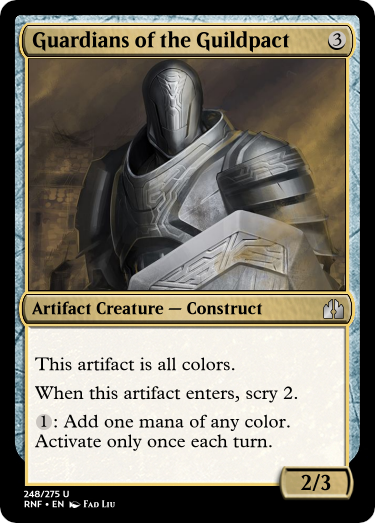 Guardians of the Guildpact 3
Artifact Creature — Construct
This artifact is all colors.
When this artifact enters, scry 2.
1: Add one mana of any color.
Activate only once each turn.
2/3
248/275 U
RNF • EN Fad Liu